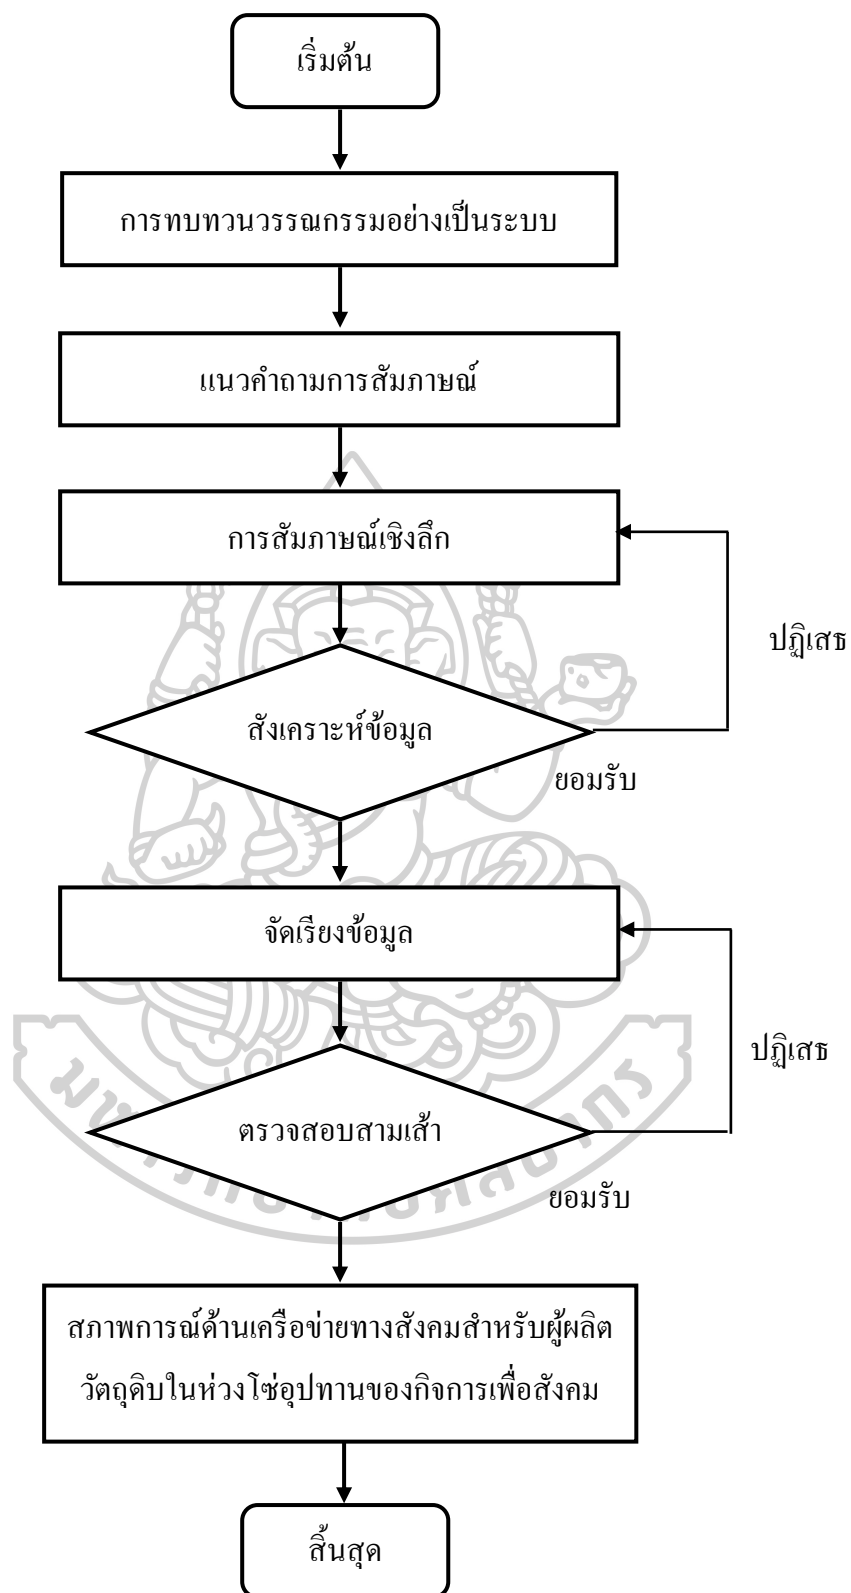 เริ่มต้น
การทบทวนวรรณกรรมอย่างเป็นระบบ
แนวคำถามการสัมภาษณ์
การสัมภาษณ์เชิงลึก
ปฏิเสธ
สังเคราะห์ข้อมูล
ยอมรับ
จัดเรียงข้อมูล
ปฏิเสธ
ตรวจสอบสามเส้า
ยอมรับ
สภาพการณ์ด้านเครือข่ายทางสังคมสำหรับผู้ผลิต
วัตถุดิบในห่วงโซ่อุปทานของกิจการเพื่อสังคม
สิ้นสุด